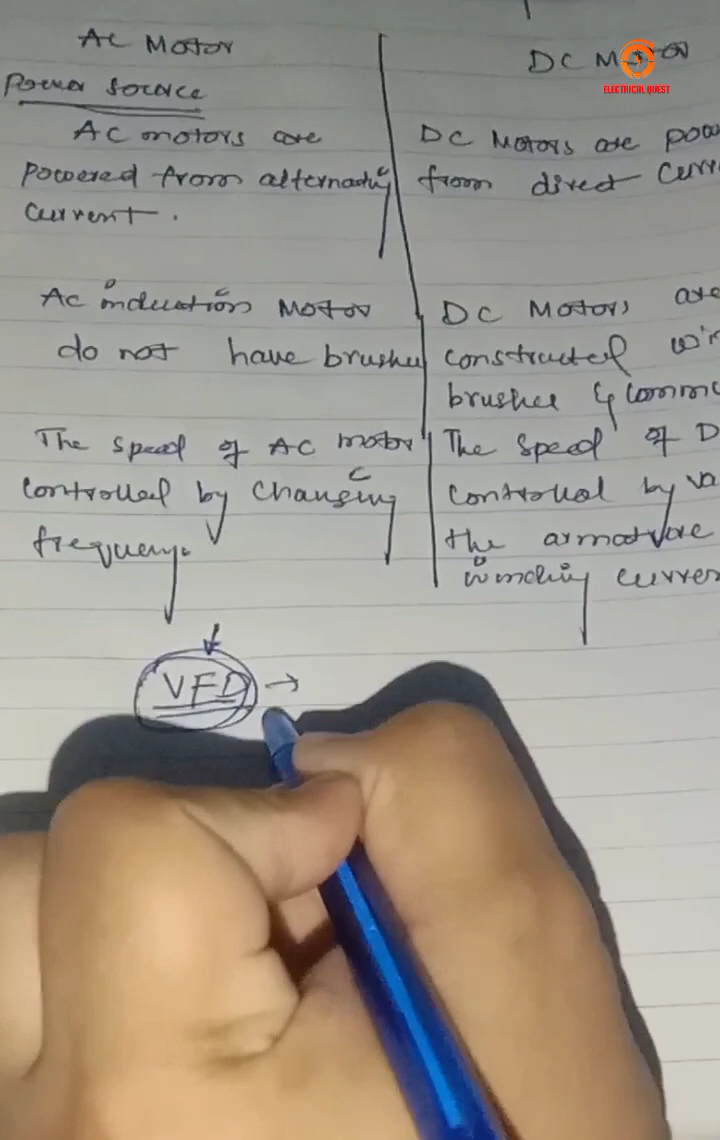 AC Motor
Power Source
AC motors are
powered from alternating
current.
AC induction Motor
do not have brushes
The Speed of AC motor
controlled by changing
frequency.
VFD →
DC Motor
ELECTRICAL QUEST
DC Motors are
from direct
DC Motors are
constructed
brushes &
The Speed of
controlled by
the armature
winding